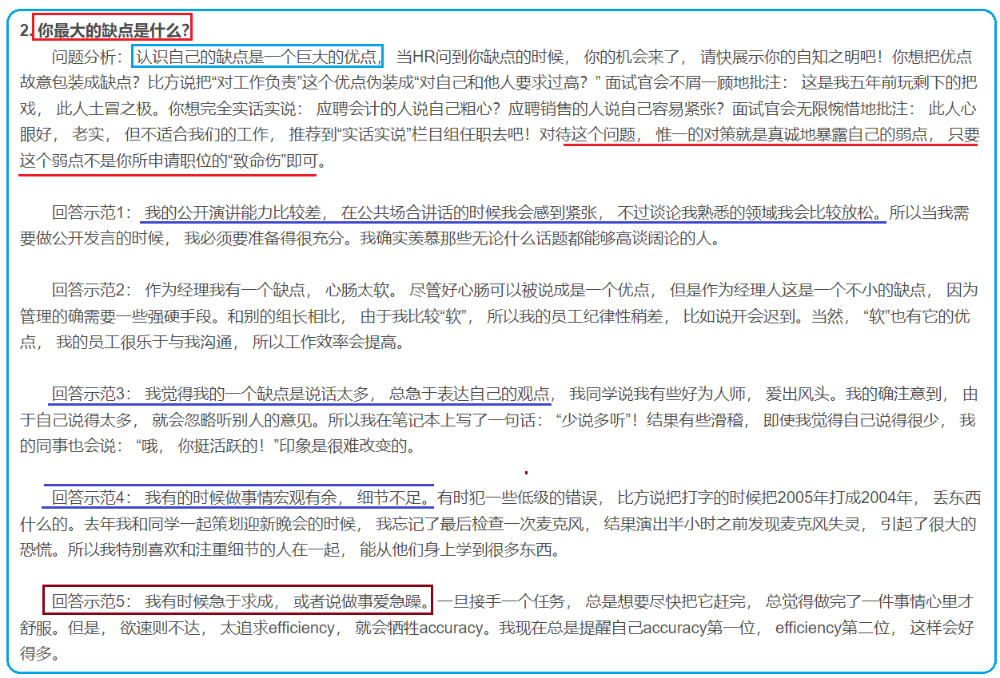 2. 你最大的缺点是什么?
问题分析： 认识自己的缺点是一个巨大的优点， 当HR问到你缺点的时候， 你的机会来了， 请快展示你的自知之明吧！你想把优点
故意包装成缺点？比方说把“对工作负责”这个优点伪装成“对自己和他人要求过高？” 面试官会不屑一顾地批注： 这是我五年前玩剩下的把
戏， 此人土冒之极。你想完全实话实说： 应聘会计的人说自己粗心？应聘销售的人说自己容易紧张？面试官会无限惋惜地批注： 此人心
眼好， 老实， 但不适合我们的工作， 推荐到“实话实说”栏目组任职去吧！对待这个问题， 惟一的对策就是真诚地暴露自己的弱点， 只要
这个弱点不是你所申请职位的“致命伤”即可。
回答示范1： 我的公开演讲能力比较差， 在公共场合讲话的时候我会感到紧张， 不过谈论我熟悉的领域我会比较放松。所以当我需
要做公开发言的时候， 我必须要准备得很充分。我确实羡慕那些无论什么话题都能够高谈阔论的人。
回答示范2： 作为经理我有一个缺点， 心肠太软。 尽管好心肠可以被说成是一个优点， 但是作为经理人这是一个不小的缺点， 因为
管理的确需要一些强硬手段。和别的组长相比， 由于我比较“软”， 所以我的员工纪律性稍差， 比如说开会迟到。当然， “软”也有它的优
点， 我的员工很乐于与我沟通， 所以工作效率会提高。
回答示范3： 我觉得我的一个缺点是说话太多， 总急于表达自己的观点， 我同学说我有些好为人师， 爱出风头。我的确注意到， 由
于自己说得太多， 就会忽略听别人的意见。所以我在笔记本上写了一句话： “少说多听”！结果有些滑稽， 即使我觉得自己说得很少， 我
的同事也会说： “哦， 你挺活跃的！”印象是很难改变的。
回答示范4： 我有的时候做事情宏观有余， 细节不足。有时犯一些低级的错误， 比方说把打字的时候把2005年打成2004年， 丢东西
什么的。去年我和同学一起策划迎新晚会的时候， 我忘记了最后检查一次麦克风， 结果演出半小时之前发现麦克风失灵， 引起了很大的
恐慌。所以我特别喜欢和注重细节的人在一起， 能从他们身上学到很多东西。
回答示范5： 我有时候急于求成， 或者说做事爱急躁。一旦接手一个任务， 总是想要尽快把它赶完， 总觉得做完了一件事情心里才
舒服。但是， 欲速则不达， 太追求efficiency， 就会牺牲accuracy。我现在总是提醒自己accuracy第一位， efficiency第二位， 这样会好
得多。